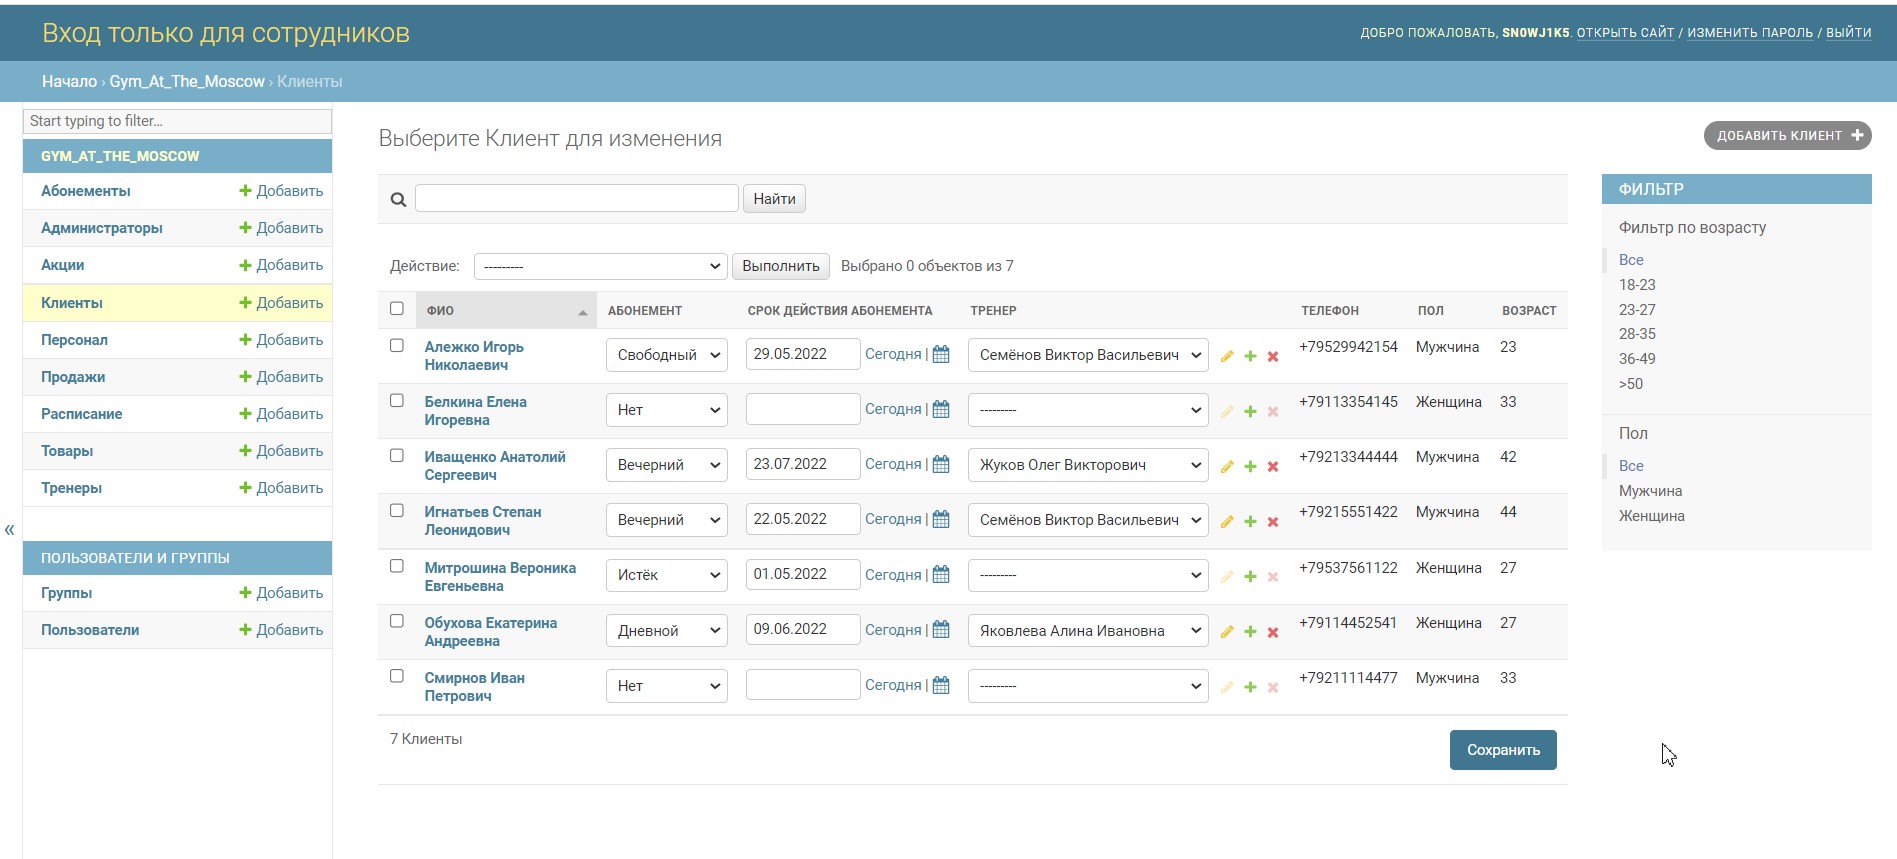 Вход только для сотрудников
ДОБРО ПОЖАЛОВАТЬ, SN0WJ1K5. ОТКРЫТЬ САЙТ / ИЗМЕНИТЬ ПАРОЛЬ / ВЫЙТИ
Начало › Gym_At_The_Moscow › Клиенты
Start typing to filter...
GYM_AT_THE_MOSCOW
Абонементы + Добавить
Администраторы + Добавить
Акции + Добавить
Клиенты + Добавить
Персонал + Добавить
Продажи + Добавить
Расписание + Добавить
Товары + Добавить
Тренеры + Добавить
«
ПОЛЬЗОВАТЕЛИ И ГРУППЫ
Группы + Добавить
Пользователи + Добавить
Выберите Клиент для изменения
ДОБАВИТЬ КЛИЕНТ +
Найти
Действие: --------- Выполнить Выбрано 0 объектов из 7
ФИО АБОНЕМЕНТ СРОК ДЕЙСТВИЯ АБОНЕМЕНТА ТРЕНЕР ТЕЛЕФОН ПОЛ ВОЗРАСТ
Алежко Игорь
Николаевич
Свободный 29.05.2022 Сегодня | Семёнов Виктор Васильевич +79529942154 Мужчина 23
Белкина Елена
Игоревна
Нет Сегодня | --------- +79113354145 Женщина 33
Иващенко Анатолий
Сергеевич
Вечерний 23.07.2022 Сегодня | Жуков Олег Викторович +79213344444 Мужчина 42
Игнатьев Степан
Леонидович
Вечерний 22.05.2022 Сегодня | Семёнов Виктор Васильевич +79215551422 Мужчина 44
Митрошина Вероника
Евгеньевна
Истёк 01.05.2022 Сегодня | --------- +79537561122 Женщина 27
Обухова Екатерина
Андреевна
Дневной 09.06.2022 Сегодня | Яковлева Алина Ивановна +79114452541 Женщина 27
Смирнов Иван
Петрович
Нет Сегодня | --------- +79211114477 Мужчина 33
7 Клиенты
Сохранить
ФИЛЬТР
Фильтр по возрасту
Все
18-23
23-27
28-35
36-49
>50
Пол
Все
Мужчина
Женщина